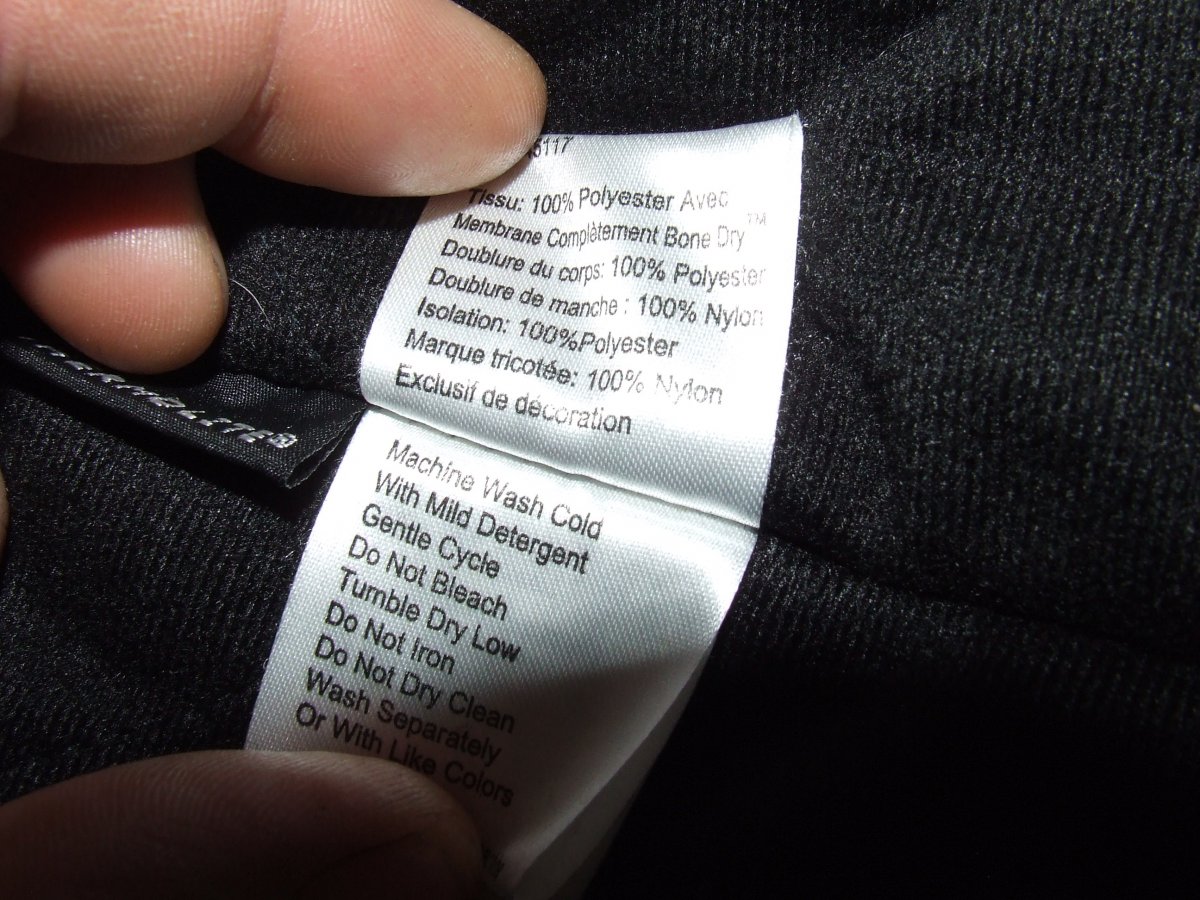 5117
Tissu: 100% Polyester Avec
Membrane Complètement Bone Dry™
Doublure du corps: 100% Polyester
Doublure de manche : 100% Nylon
Isolation: 100%Polyester
Marque tricotée: 100% Nylon
Exclusif de décoration
Machine Wash Cold
With Mild Detergent
Gentle Cycle
Do Not Bleach
Tumble Dry Low
Do Not Iron
Do Not Dry Clean
Wash Separately
Or With Like Colors